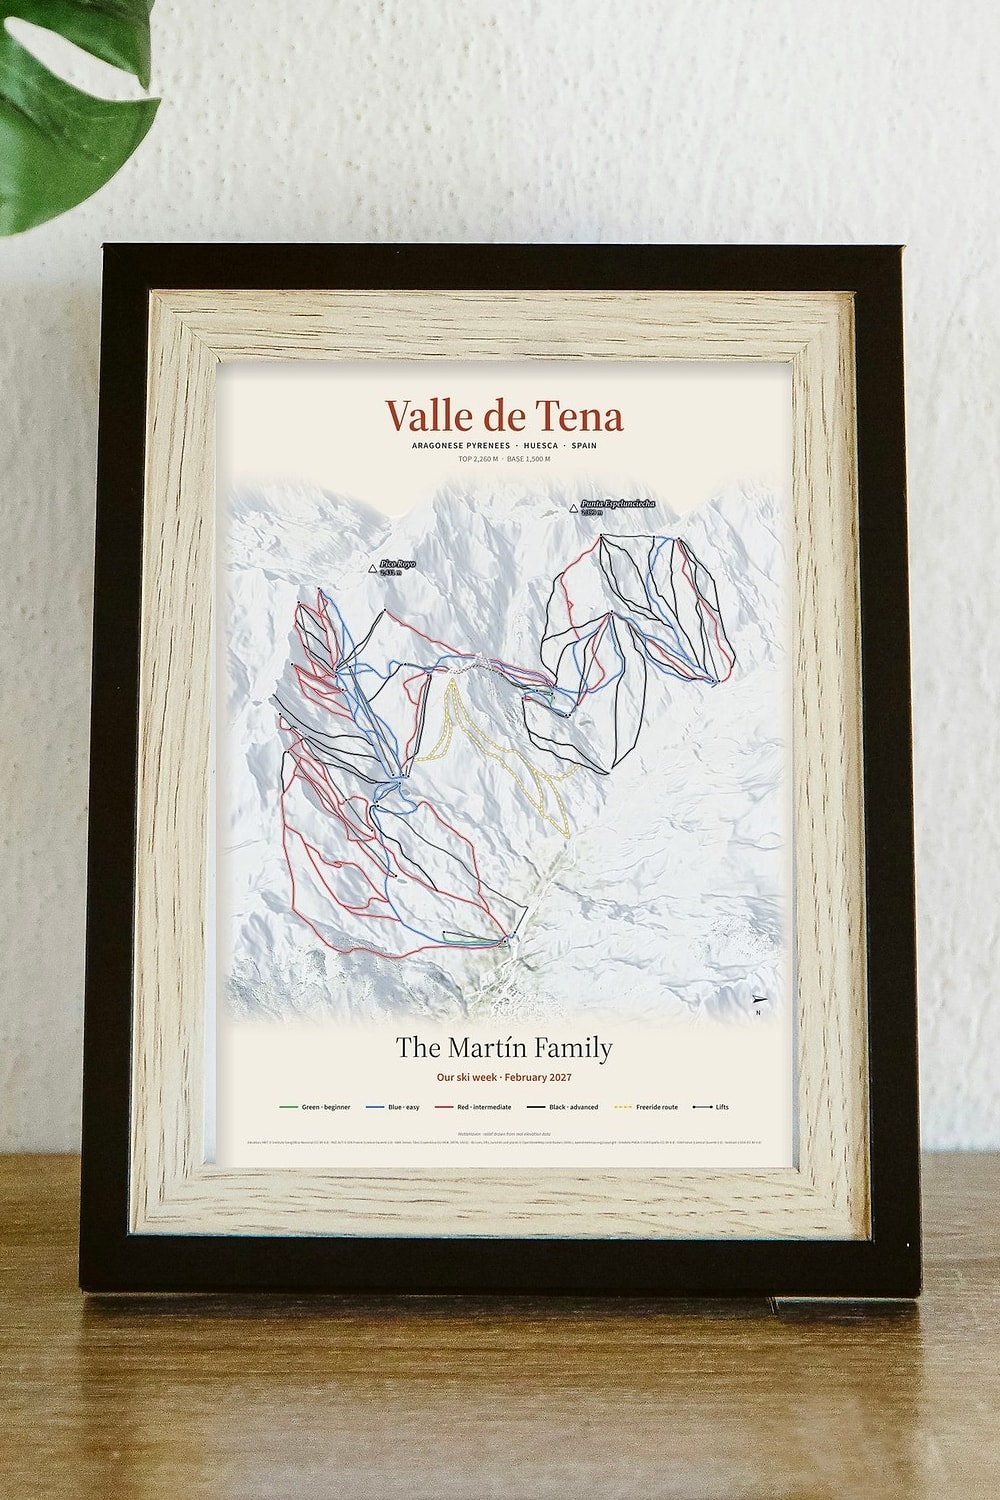 Valle de Tena
ARAGONESE PYRENEES · HUESCA · SPAIN
TOP 2,260 M · BASE 1,500 M
Punta Espelunciecha
Pico Royo
N
The Martín Family
Our ski week · February 2027
Green · beginner Blue · easy Red · intermediate Black · advanced Freeride route Lifts